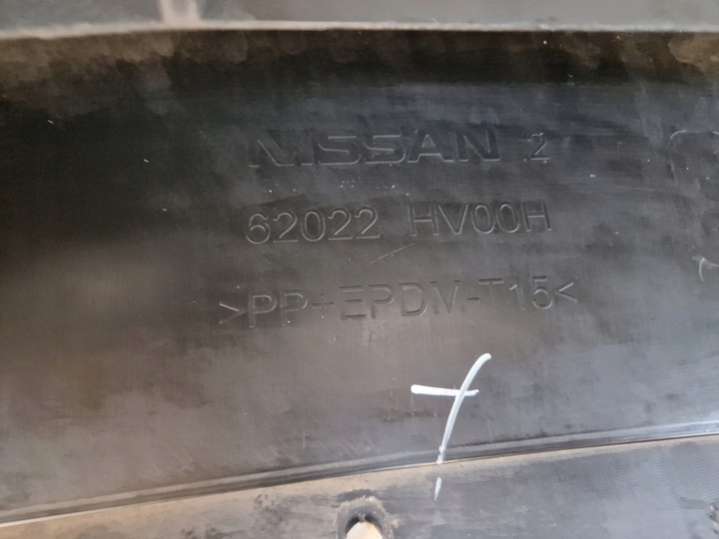 NISSAN 2
62022 HV00H
>PP+EPDM-T15<